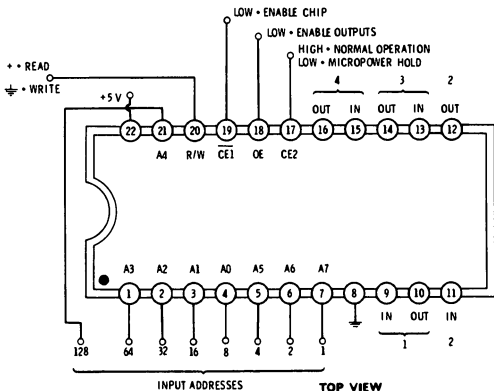 LOW = ENABLE CHIP
LOW = ENABLE OUTPUTS
HIGH = NORMAL OPERATION
LOW = MICROPOWER HOLD
+ = READ
= WRITE
+5 V
4 3 2
OUT IN OUT IN OUT
22 21 20 19 18 17 16 15 14 13 12
A4 R/W CE1 OE CE2
A3 A2 A1 A0 A5 A6 A7
1 2 3 4 5 6 7 8 9 10 11
IN OUT IN
128 64 32 16 8 4 2 1
1 2
INPUT ADDRESSES
TOP VIEW